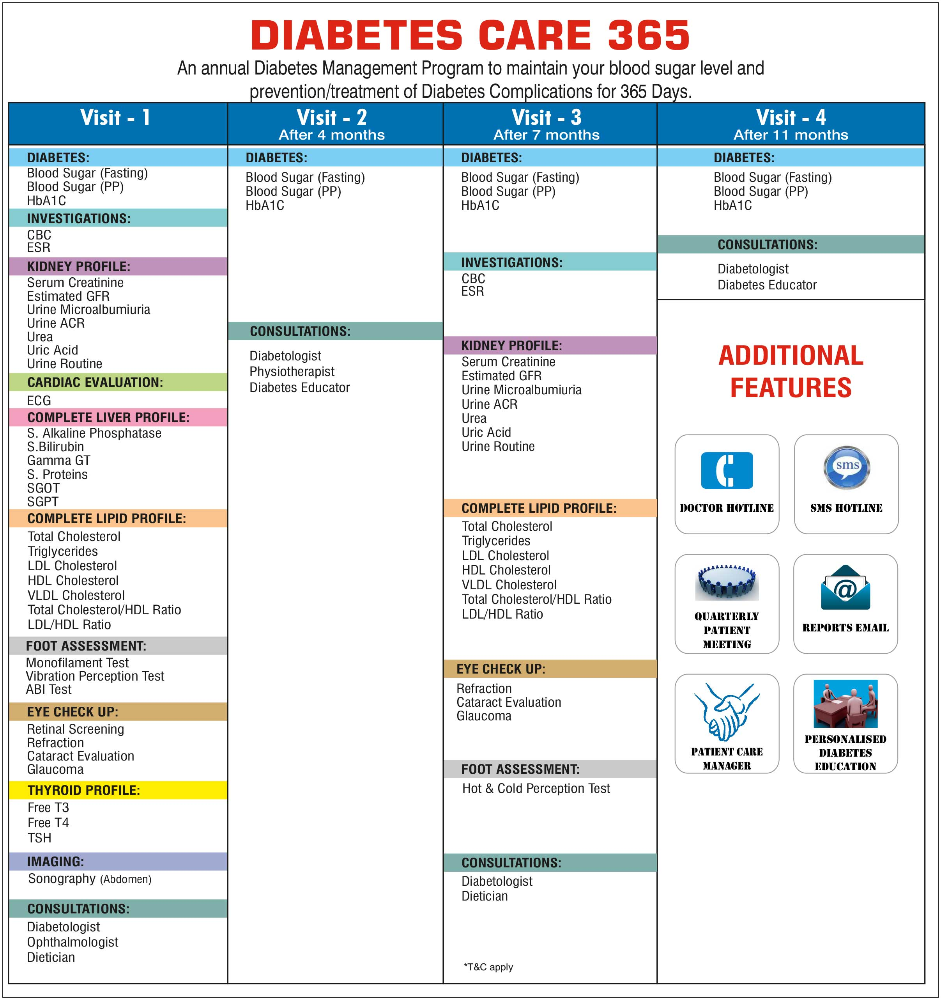 DIABETES CARE 365
An annual Diabetes Management Program to maintain your blood sugar level and
prevention/treatment of Diabetes Complications for 365 Days.
Visit - 1
DIABETES:
Blood Sugar (Fasting)
Blood Sugar (PP)
HbA1C
INVESTIGATIONS:
CBC
ESR
KIDNEY PROFILE:
Serum Creatinine
Estimated GFR
Urine Microalbumiuria
Urine ACR
Urea
Uric Acid
Urine Routine
CARDIAC EVALUATION:
ECG
COMPLETE LIVER PROFILE:
S. Alkaline Phosphatase
S.Bilirubin
Gamma GT
S. Proteins
SGOT
SGPT
COMPLETE LIPID PROFILE:
Total Cholesterol
Triglycerides
LDL Cholesterol
HDL Cholesterol
VLDL Cholesterol
Total Cholesterol/HDL Ratio
LDL/HDL Ratio
FOOT ASSESSMENT:
Monofilament Test
Vibration Perception Test
ABI Test
EYE CHECK UP:
Retinal Screening
Refraction
Cataract Evaluation
Glaucoma
THYROID PROFILE:
Free T3
Free T4
TSH
IMAGING:
Sonography (Abdomen)
CONSULTATIONS:
Diabetologist
Ophthalmologist
Dietician
Visit - 2
After 4 months
DIABETES:
Blood Sugar (Fasting)
Blood Sugar (PP)
HbA1C
CONSULTATIONS:
Diabetologist
Physiotherapist
Diabetes Educator
Visit - 3
After 7 months
DIABETES:
Blood Sugar (Fasting)
Blood Sugar (PP)
HbA1C
INVESTIGATIONS:
CBC
ESR
KIDNEY PROFILE:
Serum Creatinine
Estimated GFR
Urine Microalbumiuria
Urine ACR
Urea
Uric Acid
Urine Routine
COMPLETE LIPID PROFILE:
Total Cholesterol
Triglycerides
LDL Cholesterol
HDL Cholesterol
VLDL Cholesterol
Total Cholesterol/HDL Ratio
LDL/HDL Ratio
EYE CHECK UP:
Refraction
Cataract Evaluation
Glaucoma
FOOT ASSESSMENT:
Hot & Cold Perception Test
CONSULTATIONS:
Diabetologist
Dietician
*T&C apply
Visit - 4
After 11 months
DIABETES:
Blood Sugar (Fasting)
Blood Sugar (PP)
HbA1C
CONSULTATIONS:
Diabetologist
Diabetes Educator
ADDITIONAL
FEATURES
DOCTOR HOTLINE
sms
SMS HOTLINE
QUARTERLY
PATIENT
MEETING
@
REPORTS EMAIL
PATIENT CARE
MANAGER
PERSONALISED
DIABETES
EDUCATION